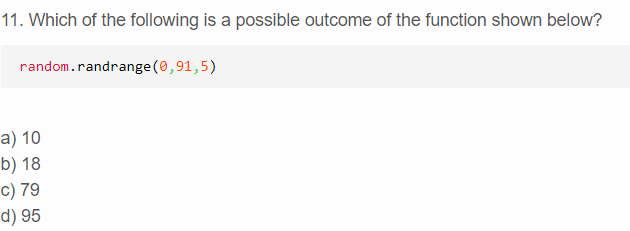 11. Which of the following is a possible outcome of the function shown below?
random.randrange(0,91,5)
a) 10
b) 18
c) 79
d) 95